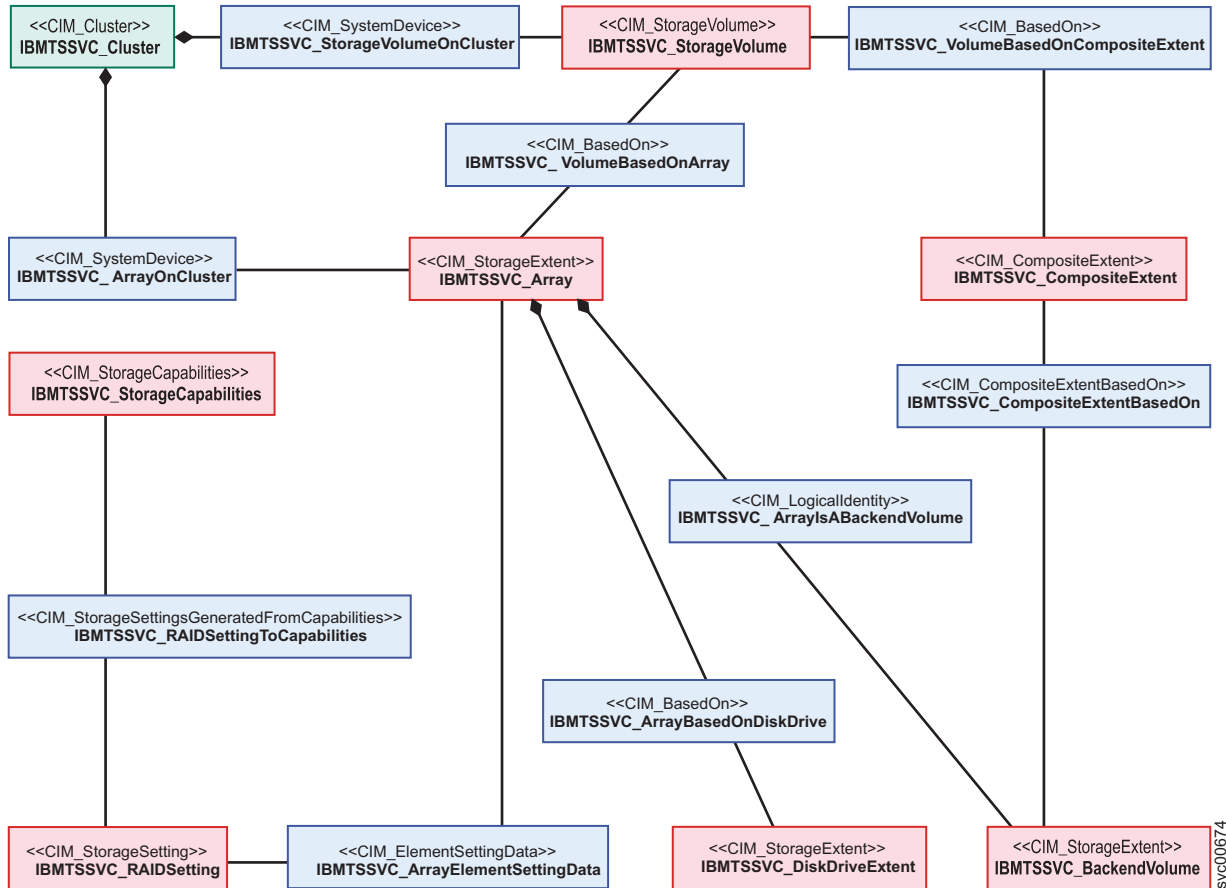 <<CIM_Cluster>>
IBMTSSVC_Cluster
<<CIM_SystemDevice>>
IBMTSSVC_StorageVolumeOnCluster
<<CIM_StorageVolume>>
IBMTSSVC_StorageVolume
<<CIM_BasedOn>>
IBMTSSVC_VolumeBasedOnCompositeExtent
<<CIM_BasedOn>>
IBMTSSVC_ VolumeBasedOnArray
<<CIM_SystemDevice>>
IBMTSSVC_ ArrayOnCluster
<<CIM_StorageExtent>>
IBMTSSVC_Array
<<CIM_CompositeExtent>>
IBMTSSVC_CompositeExtent
<<CIM_StorageCapabilities>>
IBMTSSVC_StorageCapabilities
<<CIM_CompositeExtentBasedOn>>
IBMTSSVC_CompositeExtentBasedOn
<<CIM_LogicalIdentity>>
IBMTSSVC_ ArrayIsABackendVolume
<<CIM_StorageSettingsGeneratedFromCapabilities>>
IBMTSSVC_RAIDSettingToCapabilities
<<CIM_BasedOn>>
IBMTSSVC_ArrayBasedOnDiskDrive
<<CIM_StorageSetting>>
IBMTSSVC_RAIDSetting
<<CIM_ElementSettingData>>
IBMTSSVC_ArrayElementSettingData
<<CIM_StorageExtent>>
IBMTSSVC_DiskDriveExtent
<<CIM_StorageExtent>>
IBMTSSVC_BackendVolume
svc00674